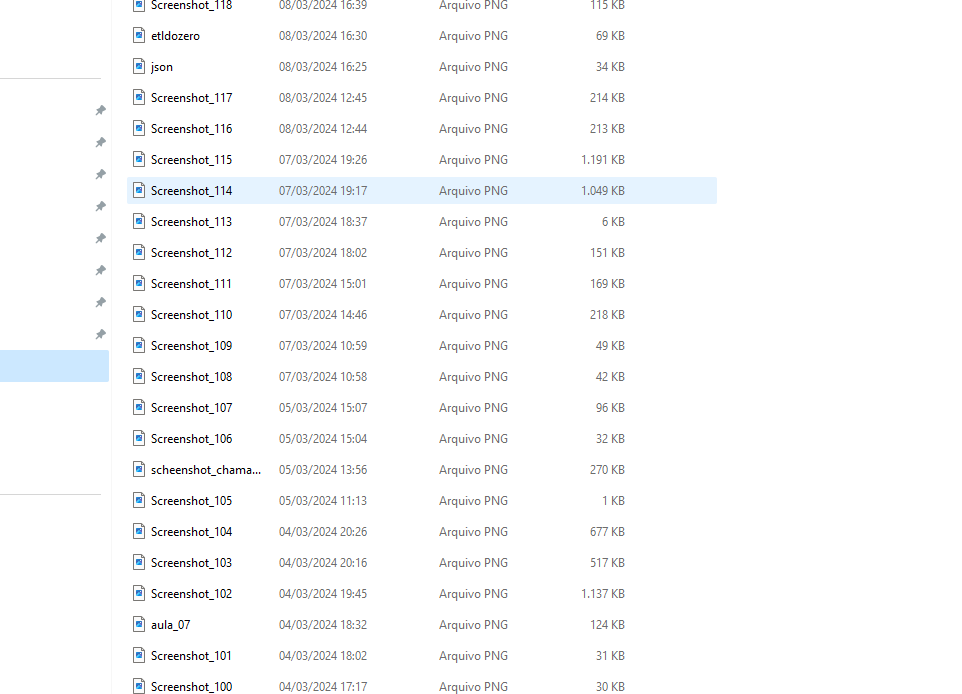 Screenshot_118 08/03/2024 16:39 Arquivo PNG 115 KB
etldozero 08/03/2024 16:30 Arquivo PNG 69 KB
json 08/03/2024 16:25 Arquivo PNG 34 KB
Screenshot_117 08/03/2024 12:45 Arquivo PNG 214 KB
Screenshot_116 08/03/2024 12:44 Arquivo PNG 213 KB
Screenshot_115 07/03/2024 19:26 Arquivo PNG 1.191 KB
Screenshot_114 07/03/2024 19:17 Arquivo PNG 1.049 KB
Screenshot_113 07/03/2024 18:37 Arquivo PNG 6 KB
Screenshot_112 07/03/2024 18:02 Arquivo PNG 151 KB
Screenshot_111 07/03/2024 15:01 Arquivo PNG 169 KB
Screenshot_110 07/03/2024 14:46 Arquivo PNG 218 KB
Screenshot_109 07/03/2024 10:59 Arquivo PNG 49 KB
Screenshot_108 07/03/2024 10:58 Arquivo PNG 42 KB
Screenshot_107 05/03/2024 15:07 Arquivo PNG 96 KB
Screenshot_106 05/03/2024 15:04 Arquivo PNG 32 KB
scheenshot_chama... 05/03/2024 13:56 Arquivo PNG 270 KB
Screenshot_105 05/03/2024 11:13 Arquivo PNG 1 KB
Screenshot_104 04/03/2024 20:26 Arquivo PNG 677 KB
Screenshot_103 04/03/2024 20:16 Arquivo PNG 517 KB
Screenshot_102 04/03/2024 19:45 Arquivo PNG 1.137 KB
aula_07 04/03/2024 18:32 Arquivo PNG 124 KB
Screenshot_101 04/03/2024 18:02 Arquivo PNG 31 KB
Screenshot_100 04/03/2024 17:17 Arquivo PNG 30 KB